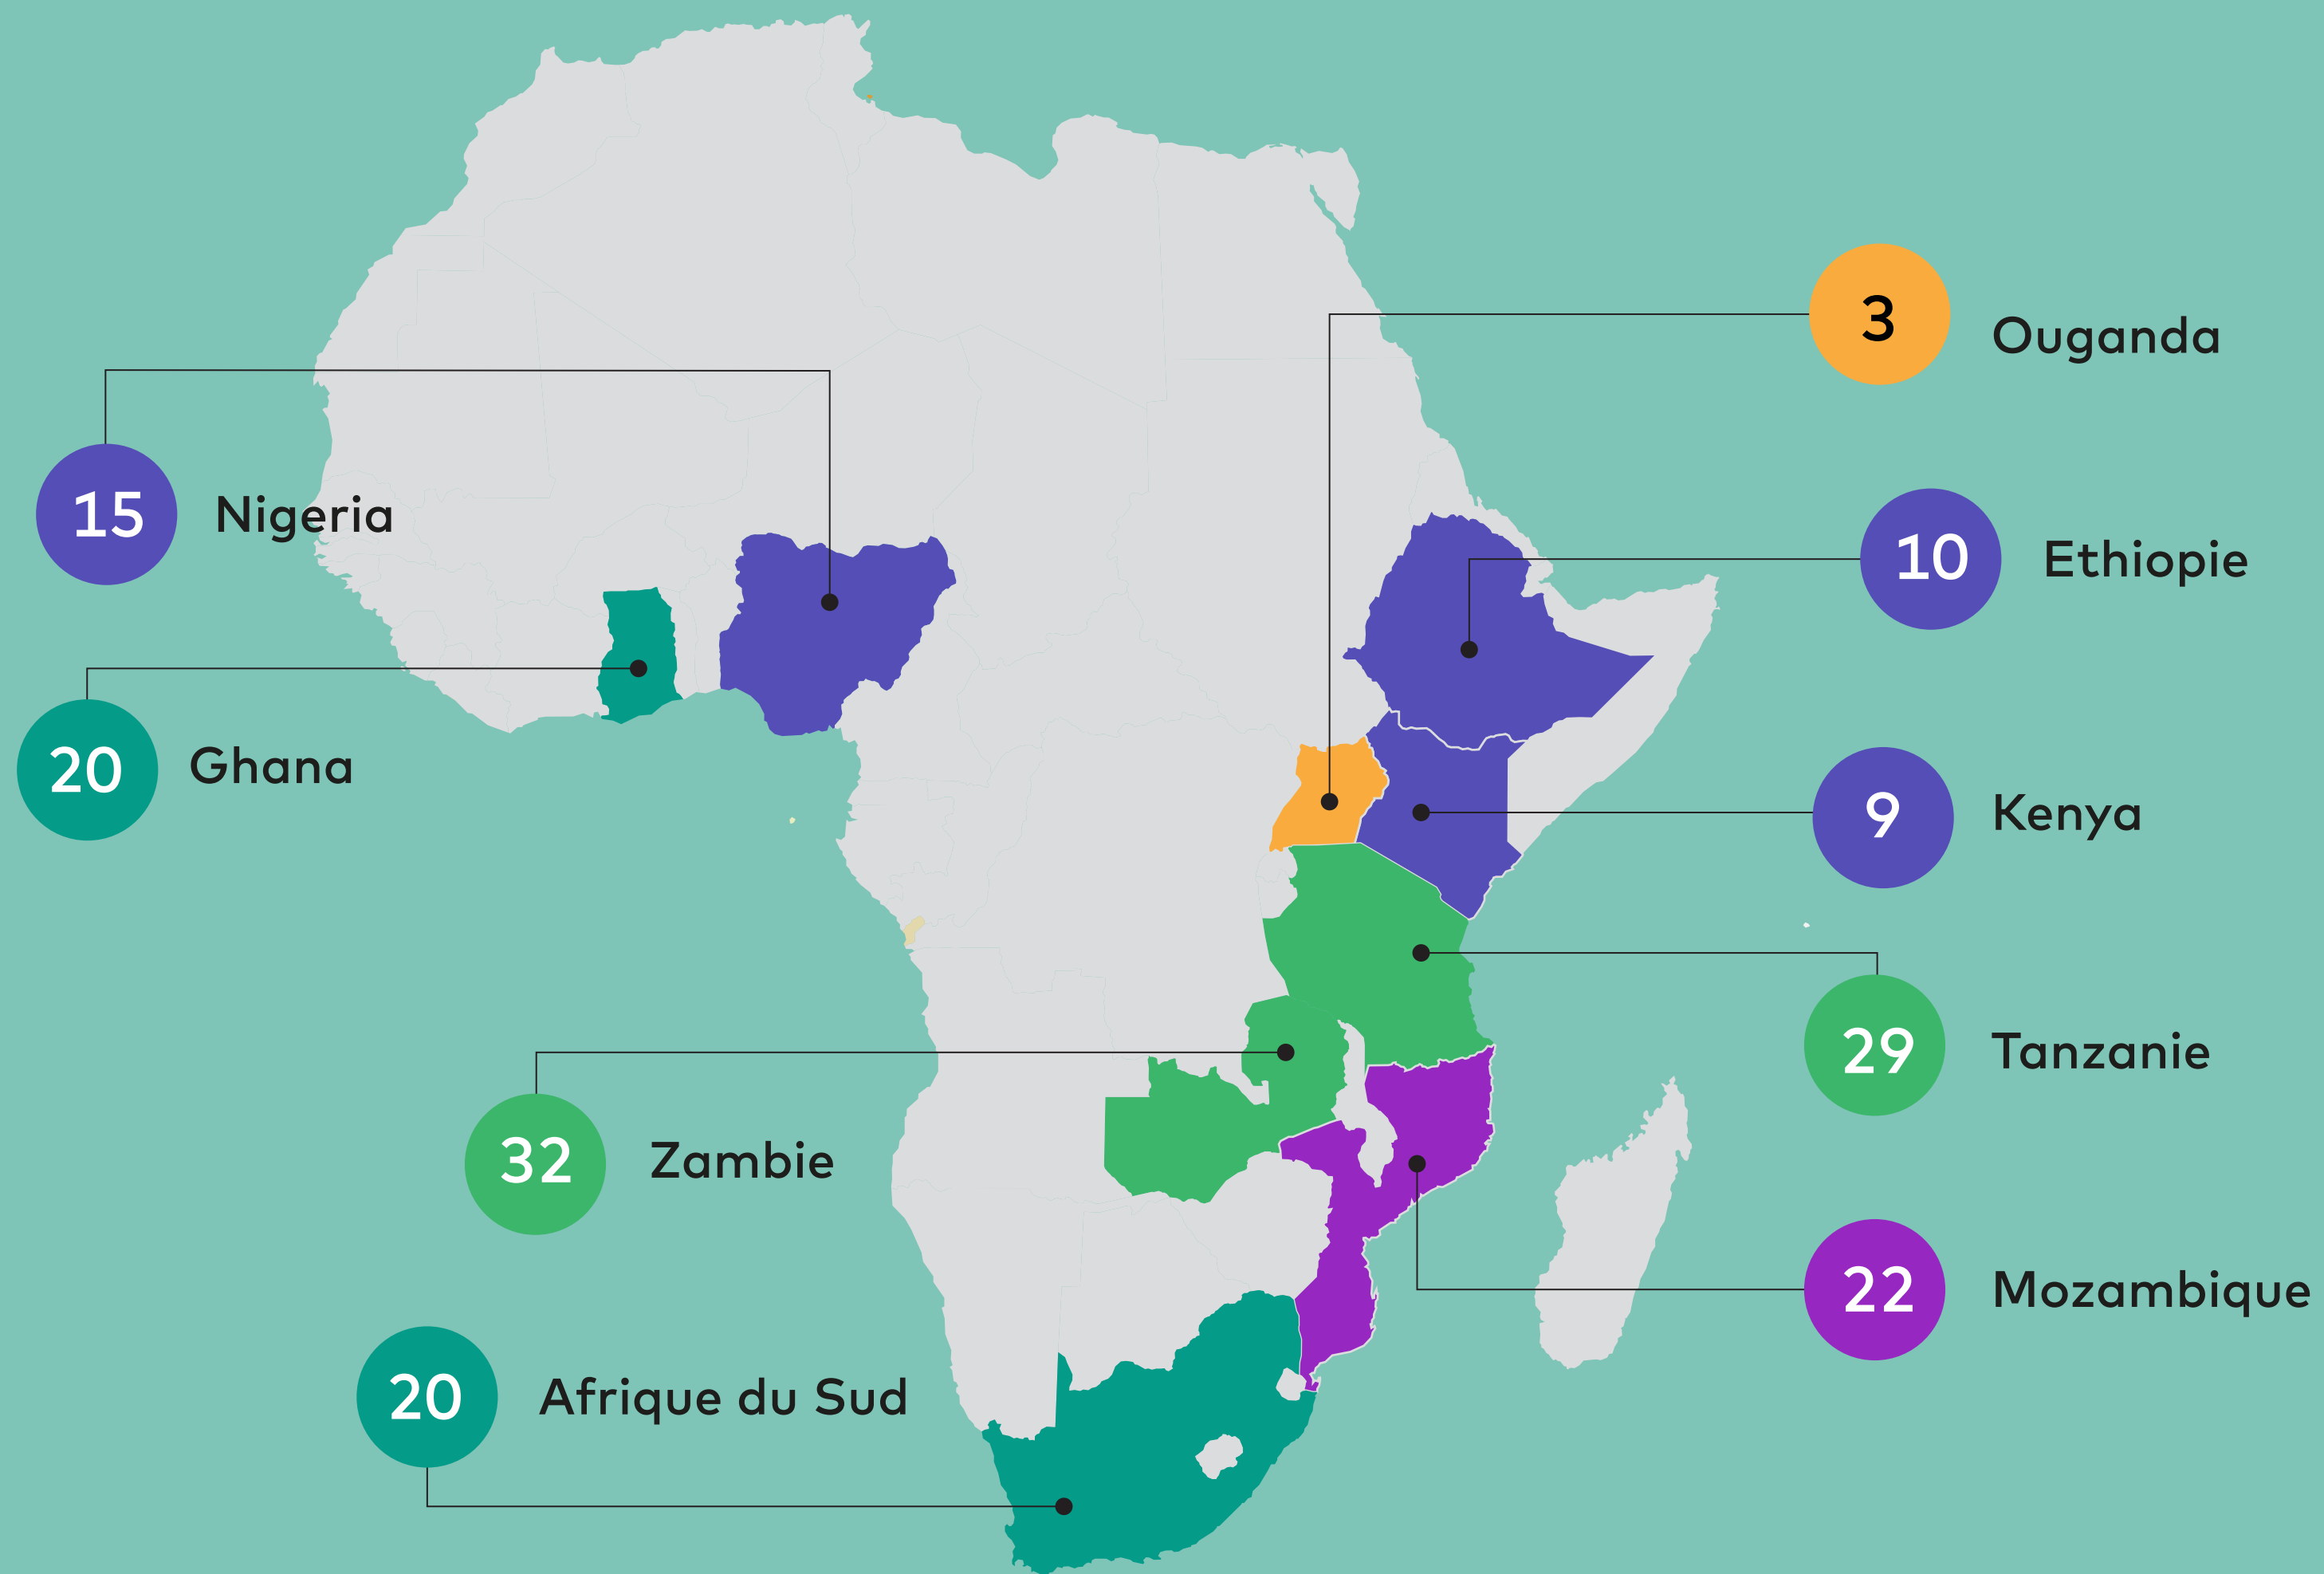 3
Ouganda
15
Nigeria
10
Ethiopie
20
Ghana
9
Kenya
29
Tanzanie
32
Zambie
22
Mozambique
20
Afrique du Sud